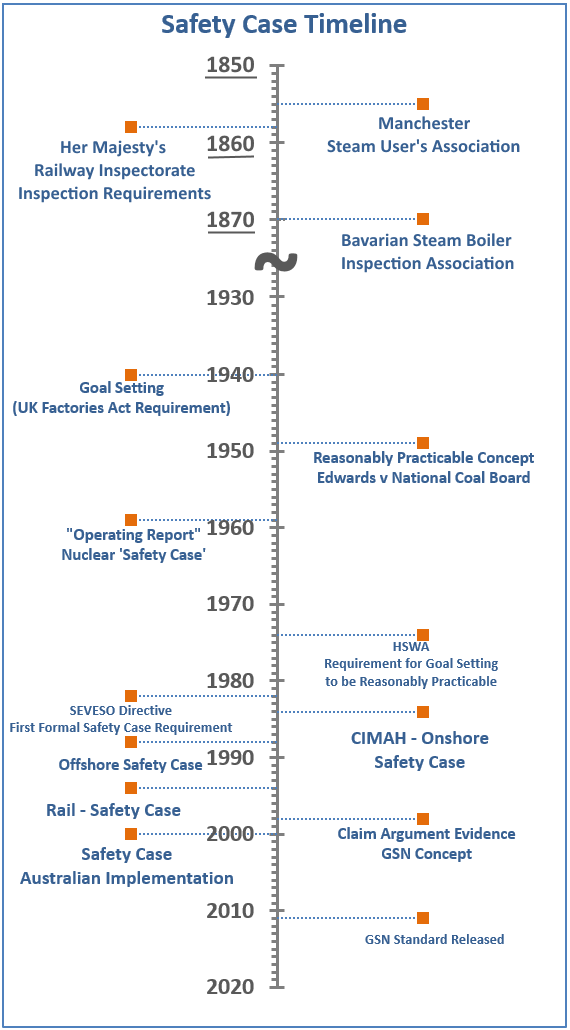 Safety Case Timeline
1850
Manchester
Steam User's Association
Her Majesty's
Railway Inspectorate
Inspection Requirements
1860
1870
Bavarian Steam Boiler
Inspection Association
~
1930
1940
Goal Setting
(UK Factories Act Requirement)
1950
Reasonably Practicable Concept
Edwards v National Coal Board
1960
"Operating Report"
Nuclear 'Safety Case'
1970
HSWA
Requirement for Goal Setting
to be Reasonably Practicable
1980
SEVESO Directive
First Formal Safety Case Requirement
CIMAH - Onshore
Safety Case
Offshore Safety Case
1990
Rail - Safety Case
Claim Argument Evidence
GSN Concept
2000
Safety Case
Australian Implementation
2010
GSN Standard Released
2020